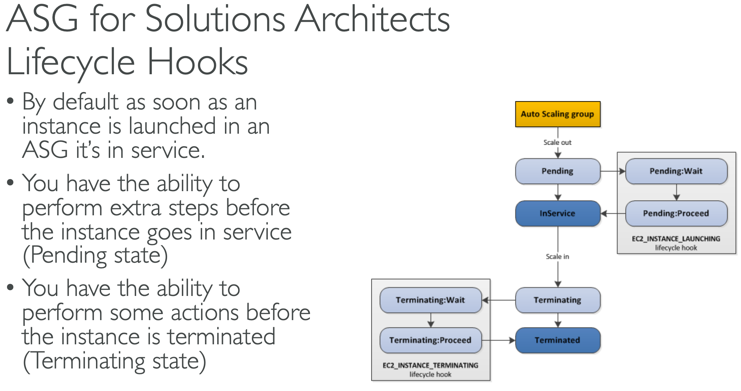 ASG for Solutions Architects
Lifecycle Hooks
• By default as soon as an
instance is launched in an
ASG it's in service.
• You have the ability to
perform extra steps before
the instance goes in service
(Pending state)
• You have the ability to
perform some actions before
the instance is terminated
(Terminating state)
Auto Scaling group
Scale out
Pending
Pending:Wait
InService
Pending:Proceed
EC2_INSTANCE_LAUNCHING
lifecycle hook
Scale in
Terminating:Wait
Terminating
Terminating:Proceed
Terminated
EC2_INSTANCE_TERMINATING
lifecycle hook